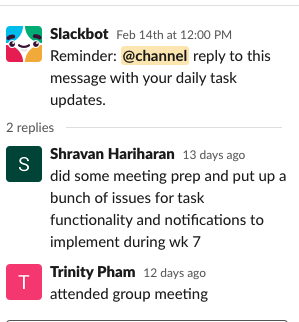 Slackbot Feb 14th at 12:00 PM
Reminder: @channel reply to this
message with your daily task
updates.
2 replies
S
Shravan Hariharan 13 days ago
did some meeting prep and put up a
bunch of issues for task
functionality and notifications to
implement during wk 7
T
Trinity Pham 12 days ago
attended group meeting